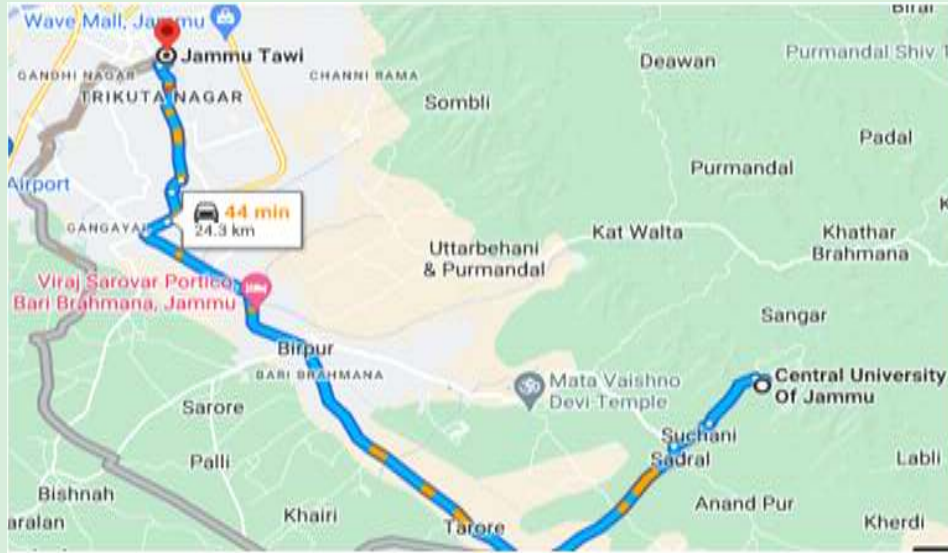 Wave Mall, Jammu
Birai
Jammu Tawi
Deawan
Purmandal Shiv
GANDHI NAGAR
CHANNI RAMA
TRIKUTA NAGAR
Sombli
Padal
Purmandal
Airport
44 min
24.3 km
GANGYAL
Kat Walta
Khathar
Brahmana
Uttarbehani
& Purmandal
Viraj Sarovar Portico
Bari Brahmana, Jammu
Sangar
Birpur
BARI BRAHMANA
Mata Vaishno
Devi Temple
Central University
Of Jammu
Sarore
Suchani
Sadral
Palli
Labli
Bishnah
Anand Pur
Khairi
Tarore
Kherdi
aralan